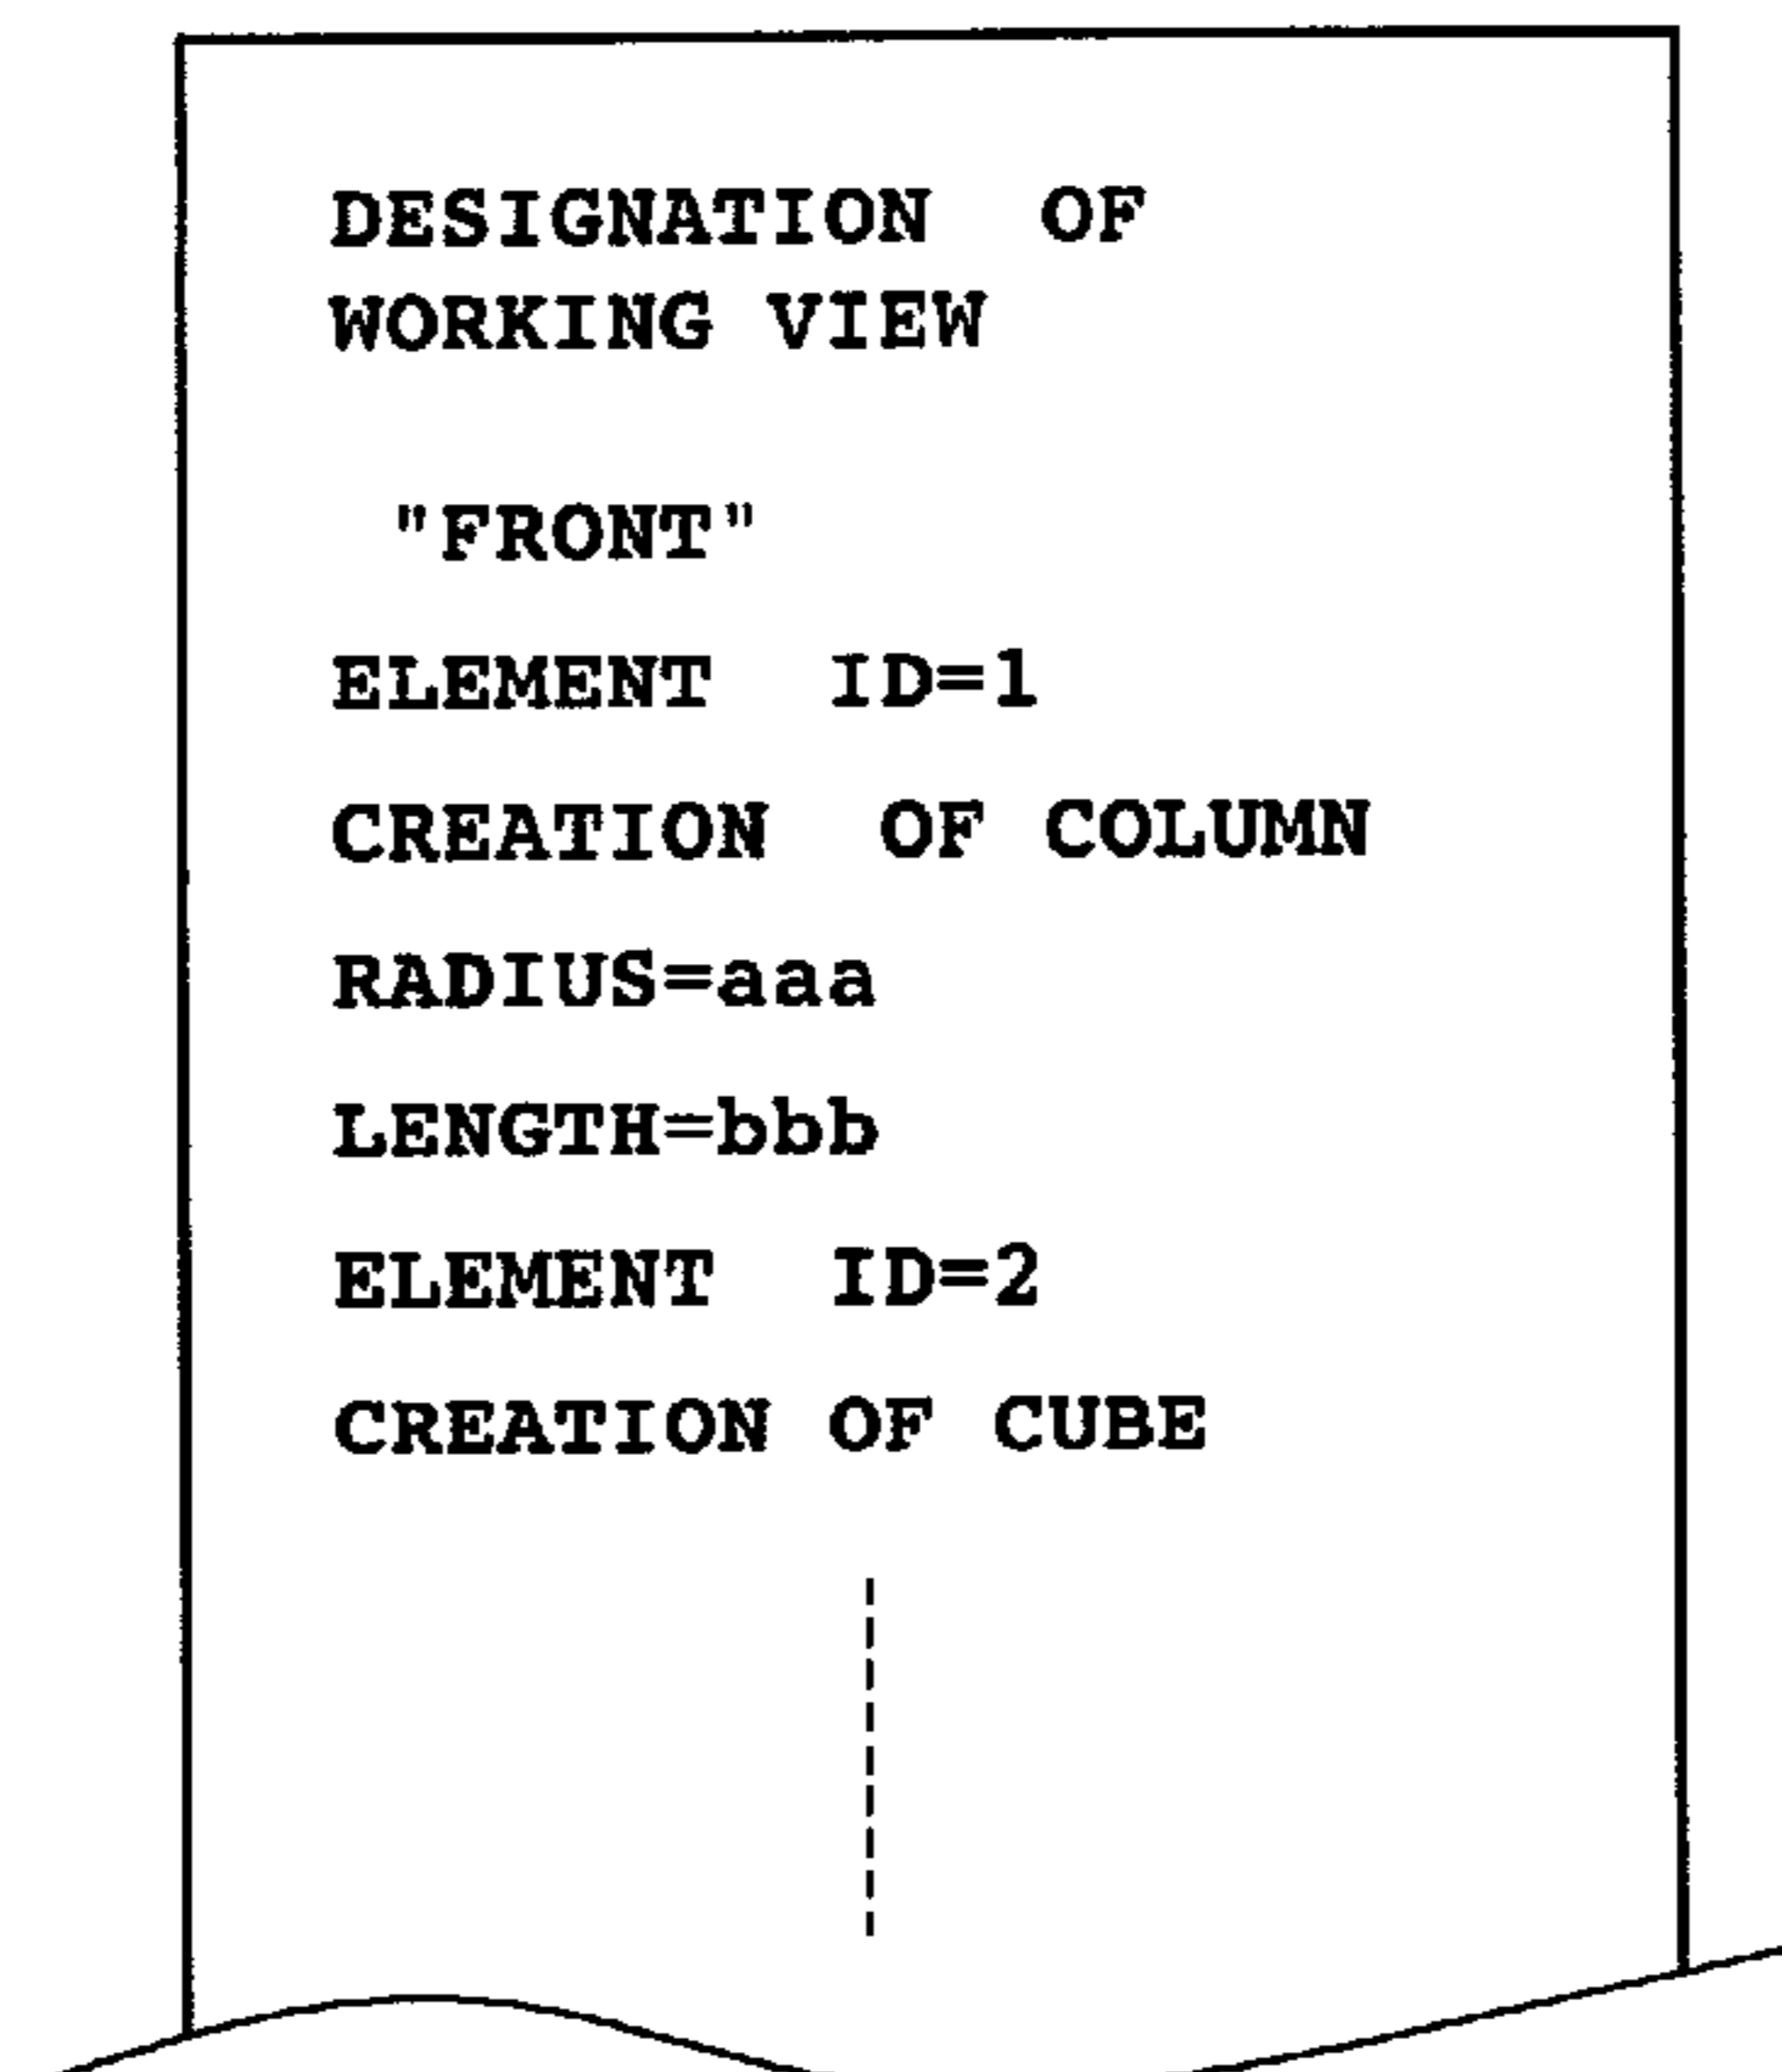 DESIGNATION OF
WORKING VIEW
"FRONT"
ELEMENT ID=1
CREATION OF COLUMN
RADIUS=aaa
LENGTH=bbb
ELEMENT ID=2
CREATION OF CUBE